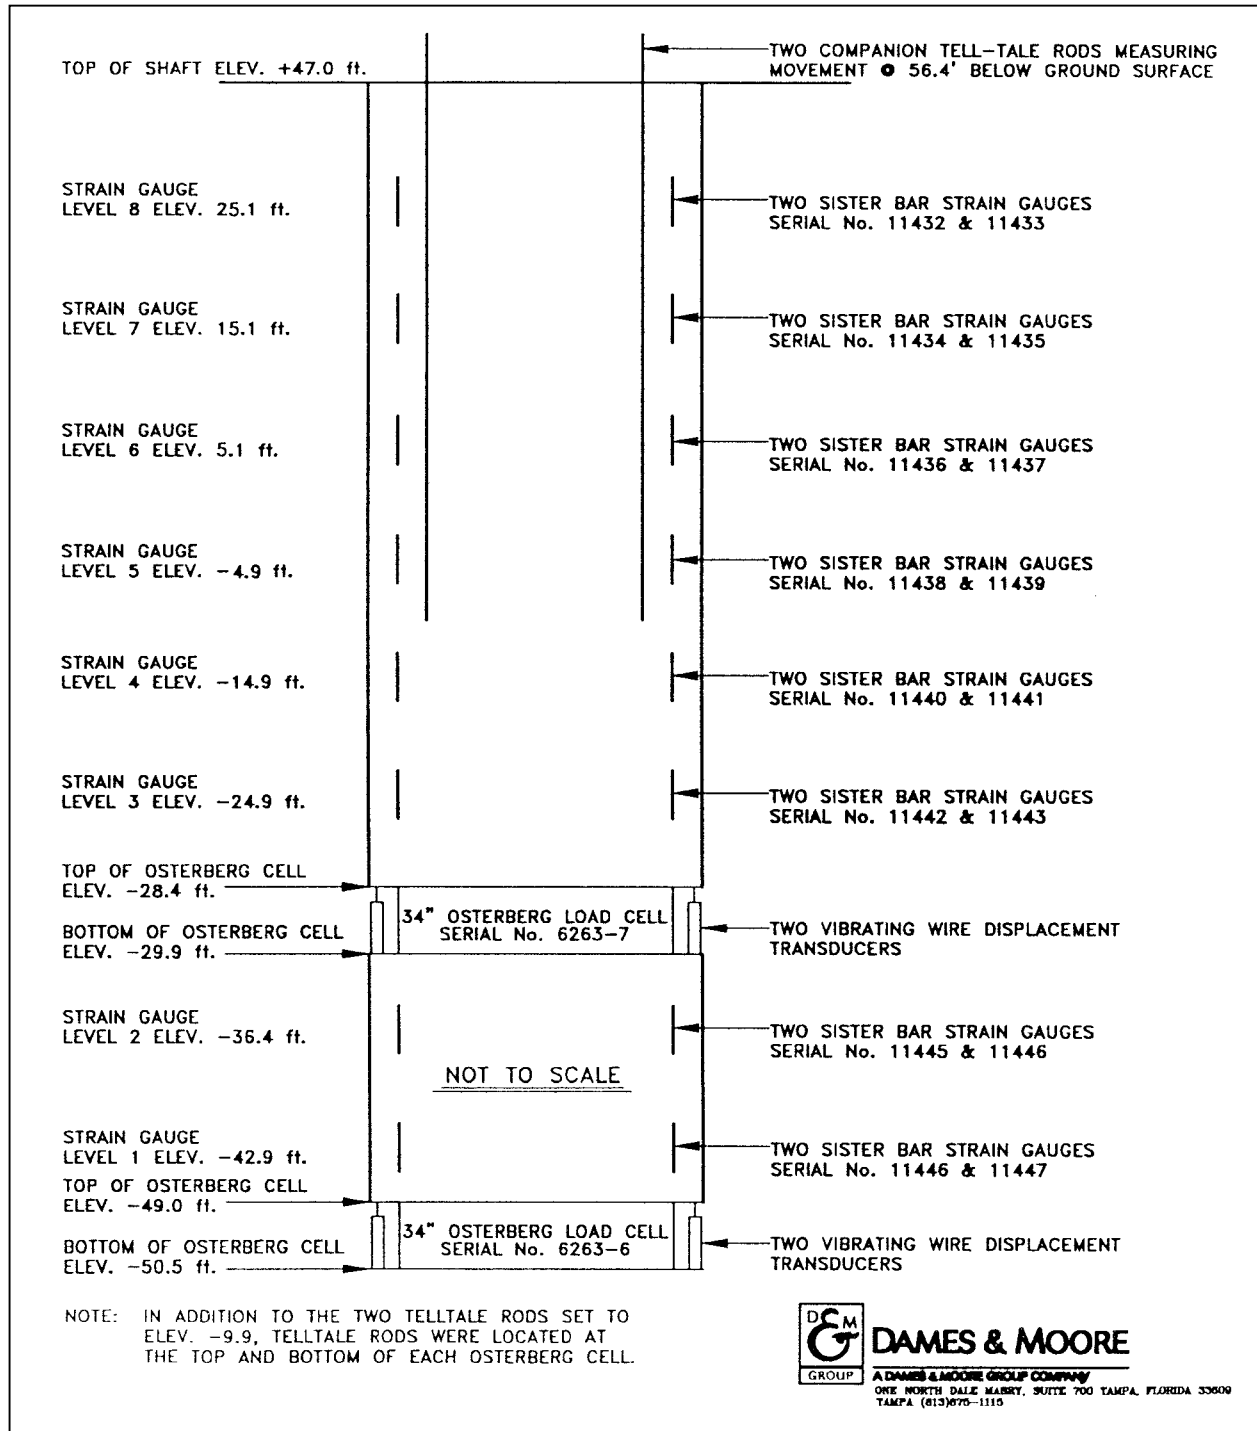 TOP OF SHAFT ELEV. +47.0 ft.
TWO COMPANION TELL-TALE RODS MEASURING
MOVEMENT @ 56.4' BELOW GROUND SURFACE
STRAIN GAUGE
LEVEL 8 ELEV. 25.1 ft.
TWO SISTER BAR STRAIN GAUGES
SERIAL No. 11432 & 11433
STRAIN GAUGE
LEVEL 7 ELEV. 15.1 ft.
TWO SISTER BAR STRAIN GAUGES
SERIAL No. 11434 & 11435
STRAIN GAUGE
LEVEL 6 ELEV. 5.1 ft.
TWO SISTER BAR STRAIN GAUGES
SERIAL No. 11436 & 11437
STRAIN GAUGE
LEVEL 5 ELEV. -4.9 ft.
TWO SISTER BAR STRAIN GAUGES
SERIAL No. 11438 & 11439
STRAIN GAUGE
LEVEL 4 ELEV. -14.9 ft.
TWO SISTER BAR STRAIN GAUGES
SERIAL No. 11440 & 11441
STRAIN GAUGE
LEVEL 3 ELEV. -24.9 ft.
TWO SISTER BAR STRAIN GAUGES
SERIAL No. 11442 & 11443
TOP OF OSTERBERG CELL
ELEV. -28.4 ft.
34" OSTERBERG LOAD CELL
SERIAL No. 6263-7
BOTTOM OF OSTERBERG CELL
ELEV. -29.9 ft.
TWO VIBRATING WIRE DISPLACEMENT
TRANSDUCERS
STRAIN GAUGE
LEVEL 2 ELEV. -36.4 ft.
TWO SISTER BAR STRAIN GAUGES
SERIAL No. 11445 & 11446
NOT TO SCALE
STRAIN GAUGE
LEVEL 1 ELEV. -42.9 ft.
TWO SISTER BAR STRAIN GAUGES
SERIAL No. 11446 & 11447
TOP OF OSTERBERG CELL
ELEV. -49.0 ft.
34" OSTERBERG LOAD CELL
SERIAL No. 6263-6
BOTTOM OF OSTERBERG CELL
ELEV. -50.5 ft.
TWO VIBRATING WIRE DISPLACEMENT
TRANSDUCERS
NOTE: IN ADDITION TO THE TWO TELLTALE RODS SET TO
ELEV. -9.9, TELLTALE RODS WERE LOCATED AT
THE TOP AND BOTTOM OF EACH OSTERBERG CELL.
D & M
GROUP
DAMES & MOORE
A DAMES & MOORE GROUP COMPANY
ONE NORTH DALE MABRY, SUITE 700 TAMPA, FLORIDA 33609
TAMPA (813)875-1115